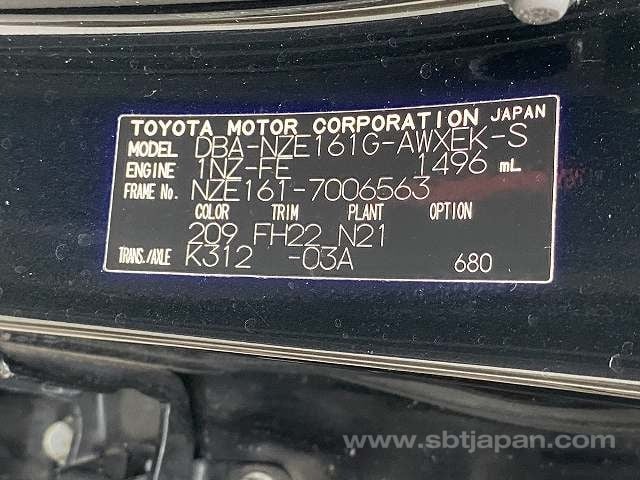 TOYOTA MOTOR CORPORATION JAPAN
MODEL DBA-NZE161G-AWXEK-S
ENGINE 1NZ-FE 1496 mL
FRAME No. NZE161-7006563
COLOR TRIM PLANT OPTION
209 FH22 N21
TRANS./AXLE K312 -03A 680
www.sbtjapan.com